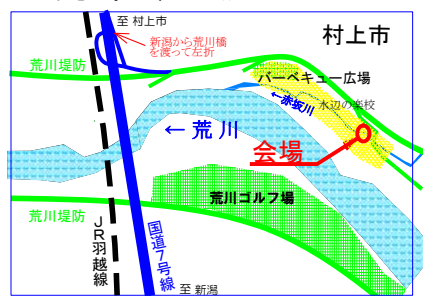 至 村上市
新潟から荒川橋
を渡って左折
村上市
荒川堤防
バーベキュー広場
←赤坂川
水辺の楽校
← 荒 川
会場
荒川ゴルフ場
荒川堤防
JR羽越線
国道7号線
至 新潟